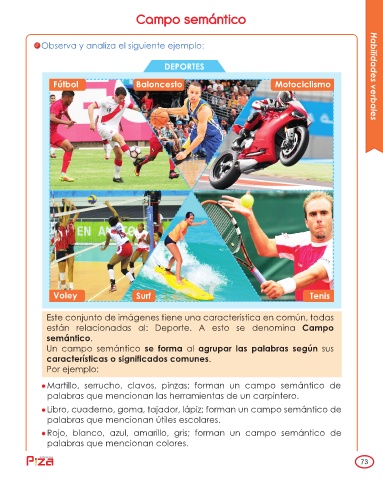 Campo semántico
Habilidades verbales
Observa y analiza el siguiente ejemplo:
DEPORTES
Fútbol
Baloncesto
Motociclismo
Voley
Surf
Tenis
Este conjunto de imágenes tiene una característica en común, todas
están relacionadas al: Deporte. A esto se denomina Campo
semántico.
Un campo semántico se forma al agrupar las palabras según sus
características o significados comunes.
Por ejemplo:
Martillo, serrucho, clavos, pinzas; forman un campo semántico de
palabras que mencionan las herramientas de un carpintero.
Libro, cuaderno, goma, tajador, lápiz; forman un campo semántico de
palabras que mencionan útiles escolares.
Rojo, blanco, azul, amarillo, gris; forman un campo semántico de
palabras que mencionan colores.
73